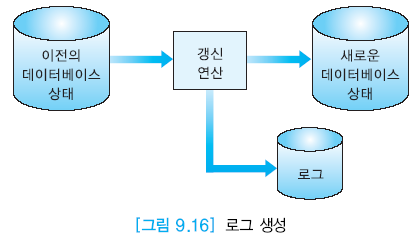 이전의
데이터베이스
상태
갱신
연산
새로운
데이터베이스
상태
로그
[그림 9.16] 로그 생성